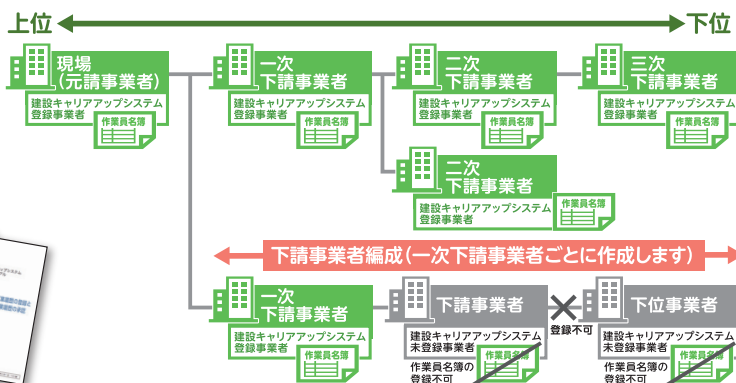 上位
下位
現場
(元請事業者)
建設キャリアアップシステム
登録事業者
作業員名簿
一次
下請事業者
建設キャリアアップシステム
登録事業者
作業員名簿
二次
下請事業者
建設キャリアアップシステム
登録事業者
作業員名簿
三次
下請事業者
建設キャリアアップシステム
登録事業者
作業員名簿
二次
下請事業者
建設キャリアアップシステム
登録事業者
作業員名簿
下請事業者編成(一次下請事業者ごとに作成します)
一次
下請事業者
建設キャリアアップシステム
登録事業者
作業員名簿
下請事業者
建設キャリアアップシステム
未登録事業者
作業員名簿の
登録不可
作業員名簿
登録不可
下位事業者
建設キャリアアップシステム
未登録事業者
作業員名簿の
登録不可
作業員名簿